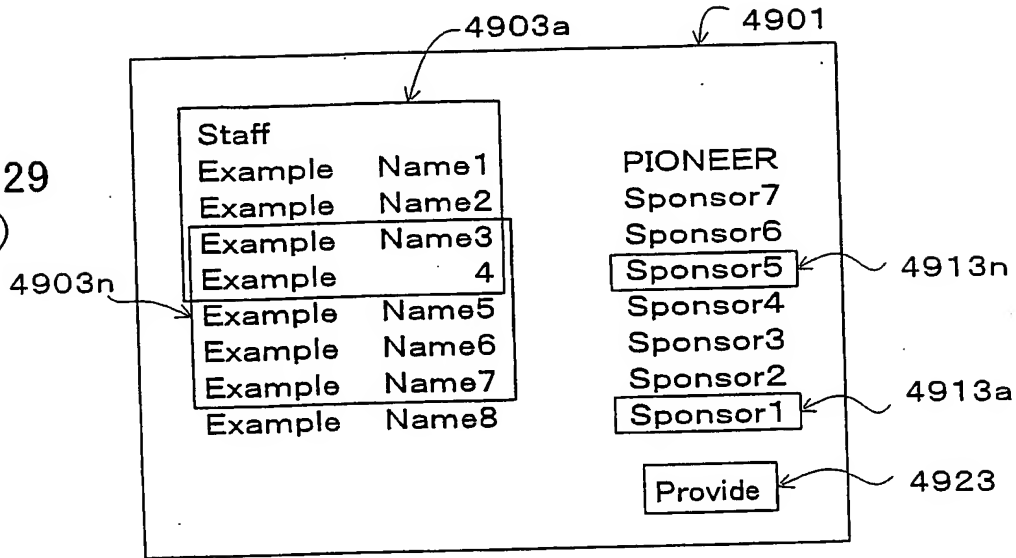 4903a
4901
29
4903n
Staff
Example Name1
Example Name2
Example Name3
Example 4
Example Name5
Example Name6
Example Name7
Example Name8
PIONEER
Sponsor7
Sponsor6
Sponsor5
Sponsor4
Sponsor3
Sponsor2
Sponsor1
Provide
4913n
4913a
4923